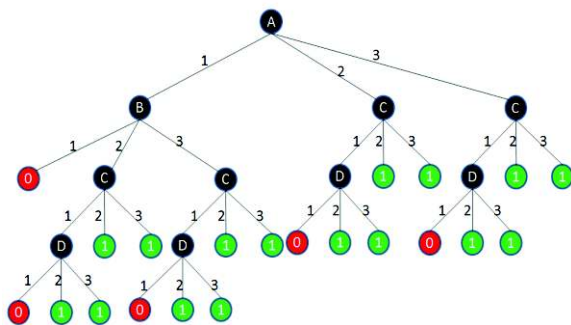 A
1 2 3
B C C
1 2 3 1 2 3 1 2 3
0 C C D 1 1 D 1 1
1 2 3 1 2 3 1 2 3 1 2 3
D 1 1 D 1 1 0 1 1 0 1 1
1 2 3 1 2 3
0 1 1 0 1 1